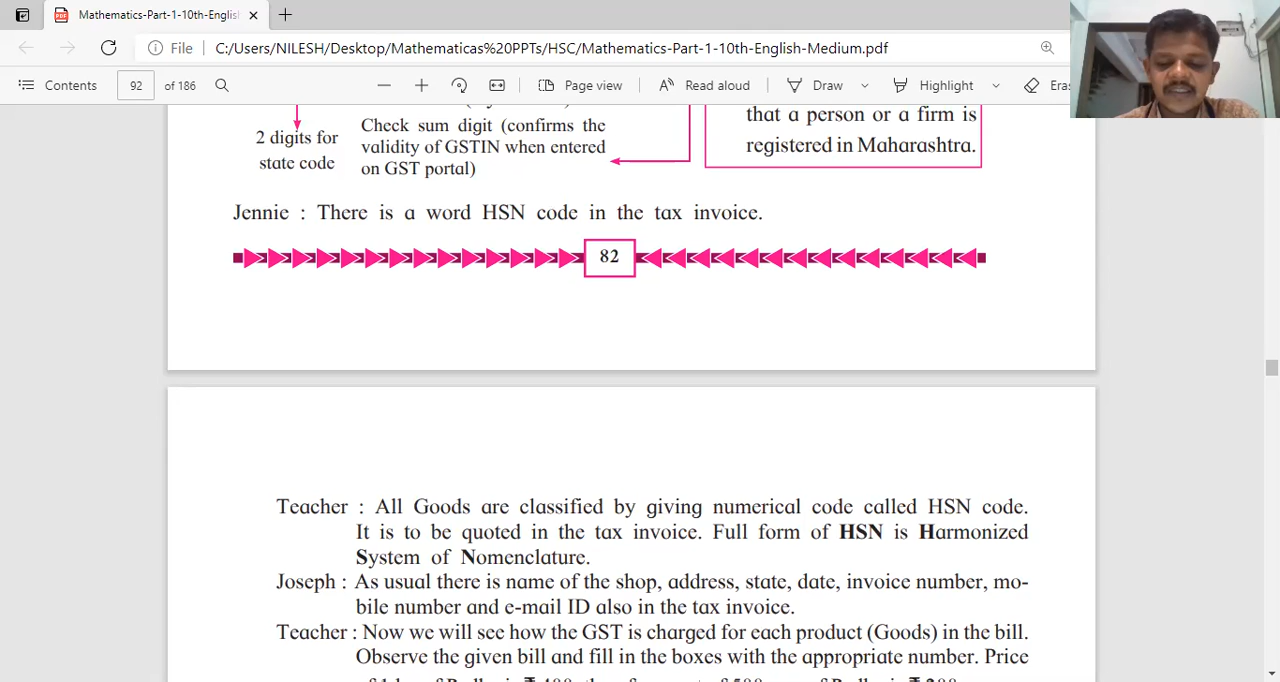 Mathematics-Part-1-10th-Englisl
File
C:/Users/NILESH/Desktop/Mathematicas%20PPTs/HSC/Mathematics-Part-1-10th-English-Medium.pdf
Contents
92 of 186
Page view
Read aloud
Draw
Highlight
Eras
2 digits for
state code
Check sum digit (confirms the
validity of GSTIN when entered
on GST portal)
that a person or a firm is
registered in Maharashtra.
Jennie : There is a word HSN code in the tax invoice.
82
Teacher : All Goods are classified by giving numerical code called HSN code.
It is to be quoted in the tax invoice. Full form of HSN is Harmonized
System of Nomenclature.
Joseph : As usual there is name of the shop, address, state, date, invoice number, mo-
bile number and e-mail ID also in the tax invoice.
Teacher : Now we will see how the GST is charged for each product (Goods) in the bill.
Observe the given bill and fill in the boxes with the appropriate number. Price